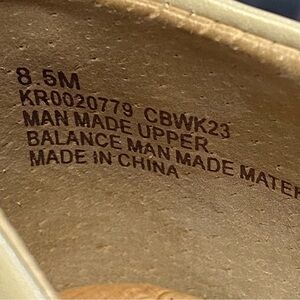 8.5M
KR0020779 CBWK23
MAN MADE UPPER
BALANCE MAN MADE MATER
MADE IN CHINA